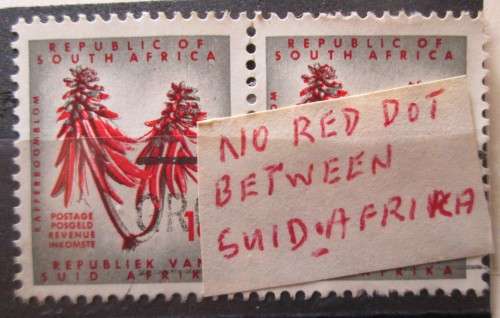 REPUBLIC OF
SOUTH AFRICA
KAFFERBOOMBLOM
POSTAGE
POSGELD
REVENUE
INKOMSTE
REPUBLIEK VAN
SUID AFRIK
REPUBLIC OF
SOUTH AFRICA
NO RED DOT
BETWEEN
SUID.AFRIKA
AFRIKA